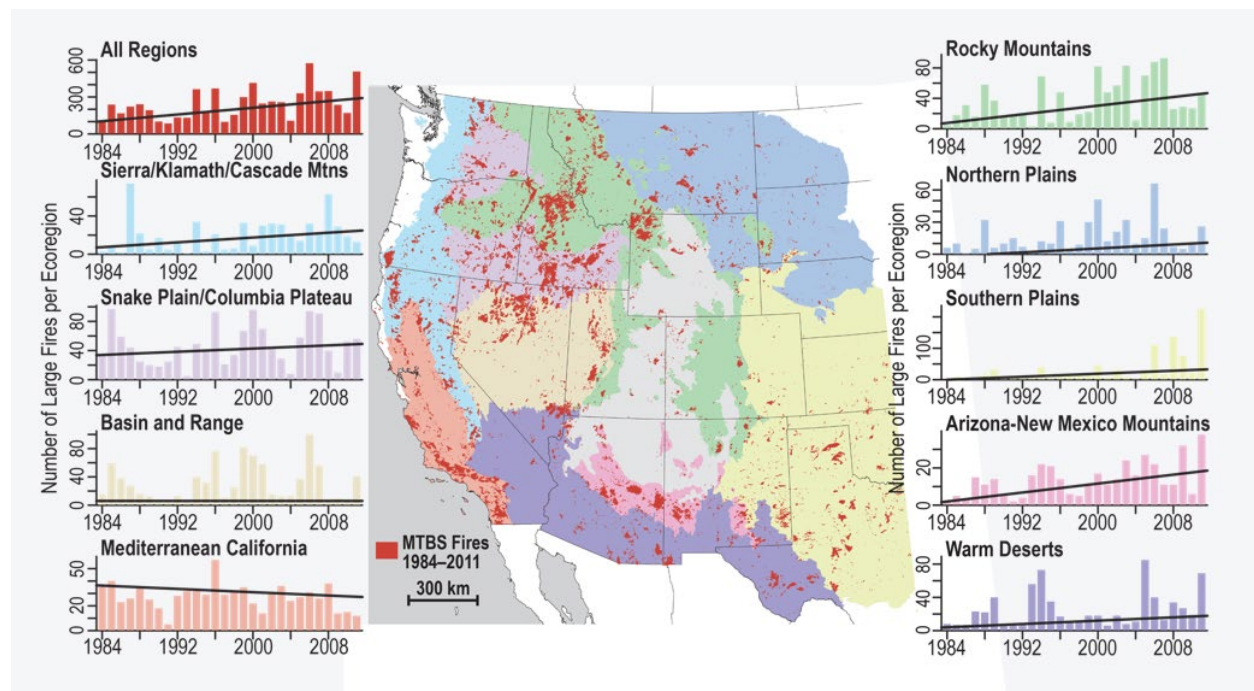 All Regions
600
300
0
1984 1992 2000 2008
Sierra/Klamath/Cascade Mtns
40
0
1984 1992 2000 2008
Snake Plain/Columbia Plateau
80
40
0
1984 1992 2000 2008
Basin and Range
80
40
0
1984 1992 2000 2008
Mediterranean California
50
20
0
1984 1992 2000 2008
Number of Large Fires per Ecoregion
MTBS Fires
1984–2011
300 km
Number of Large Fires per Ecoregion
Rocky Mountains
80
40
0
1984 1992 2000 2008
Northern Plains
60
30
0
1984 1992 2000 2008
Southern Plains
100
0
1984 1992 2000 2008
Arizona-New Mexico Mountains
20
0
1984 1992 2000 2008
Warm Deserts
80
40
0
1984 1992 2000 2008